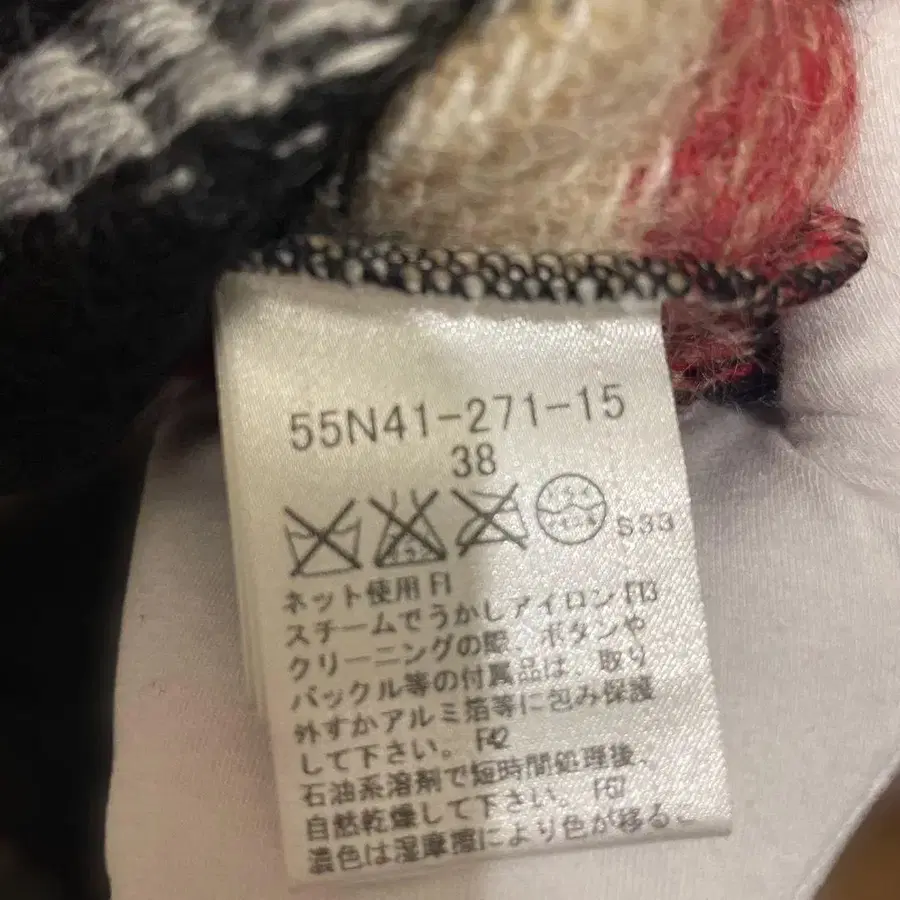 55N41-271-15
38
S33
ネット使用 F1
スチームでうかしアイロン F13
クリーニングの際、ボタンや
バックル等の付属品は、取り
外すかアルミ箔等に包み保護
して下さい。 F42
石油系溶剤で短時間処理後、
自然乾燥して下さい。 F67
濃色は湿摩擦により色が移るこ